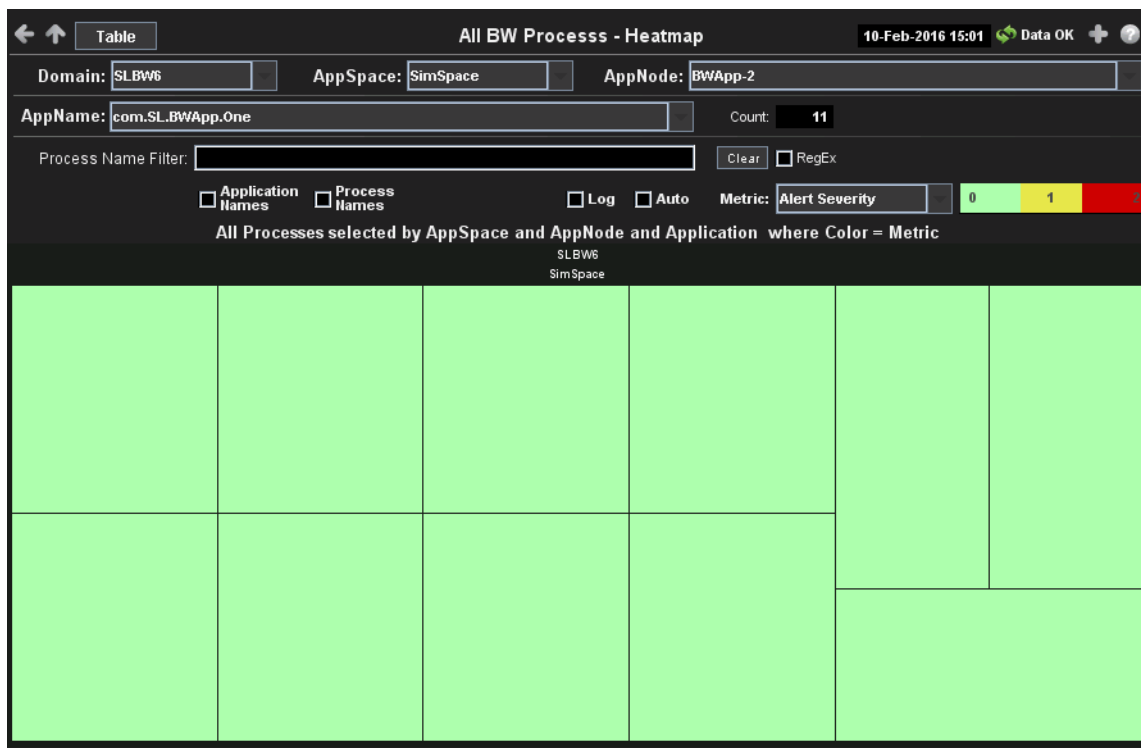 Table All BW Processs - Heatmap 10-Feb-2016 15:01 Data OK
Domain: SLBW6 AppSpace: SimSpace AppNode: BWApp-2
AppName: com.SL.BWApp.One Count: 11
Process Name Filter: Clear RegEx
Application Names Process Names Log Auto Metric: Alert Severity 0 1 2
All Processes selected by AppSpace and AppNode and Application where Color = Metric
SLBW6
SimSpace